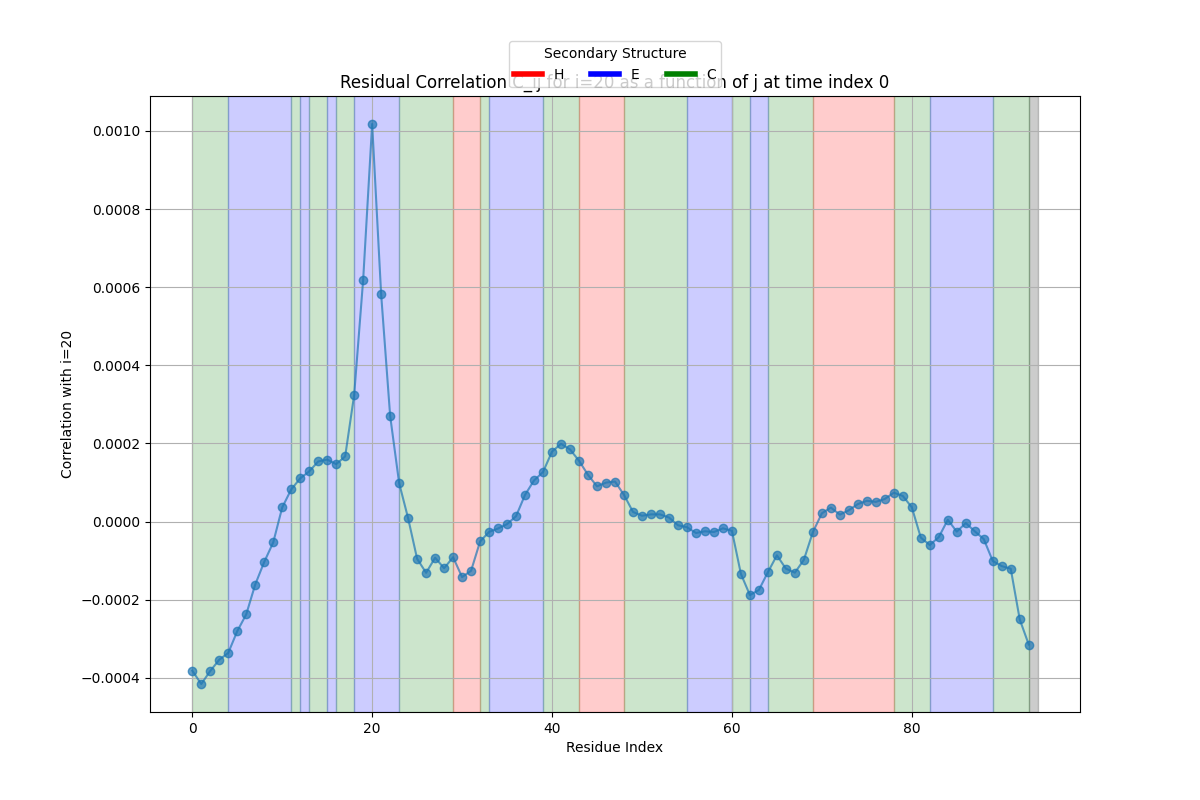 Secondary Structure
H E C
Residual Correlation C_ij for i=20 as a function of j at time index 0
0.0010
0.0008
0.0006
0.0004
0.0002
0.0000
−0.0002
−0.0004
Correlation with i=20
0 20 40 60 80
Residue Index